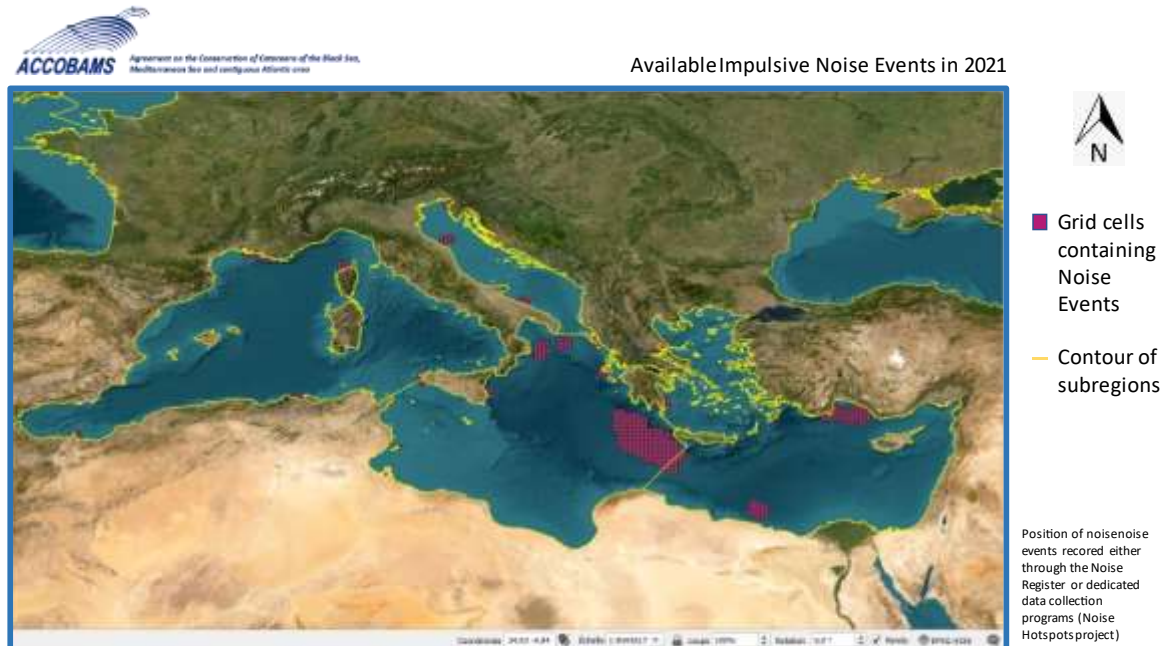 ACCOBAMS
Agreement on the Conservation of Cetaceans of the Black Sea,
Mediterranean Sea and contiguous Atlantic area
Available Impulsive Noise Events in 2021
N
Grid cells
containing
Noise
Events
Contour of
subregions
Position of noisenoise
events recored either
through the Noise
Register or dedicated
data collection
programs (Noise
Hotspots project)